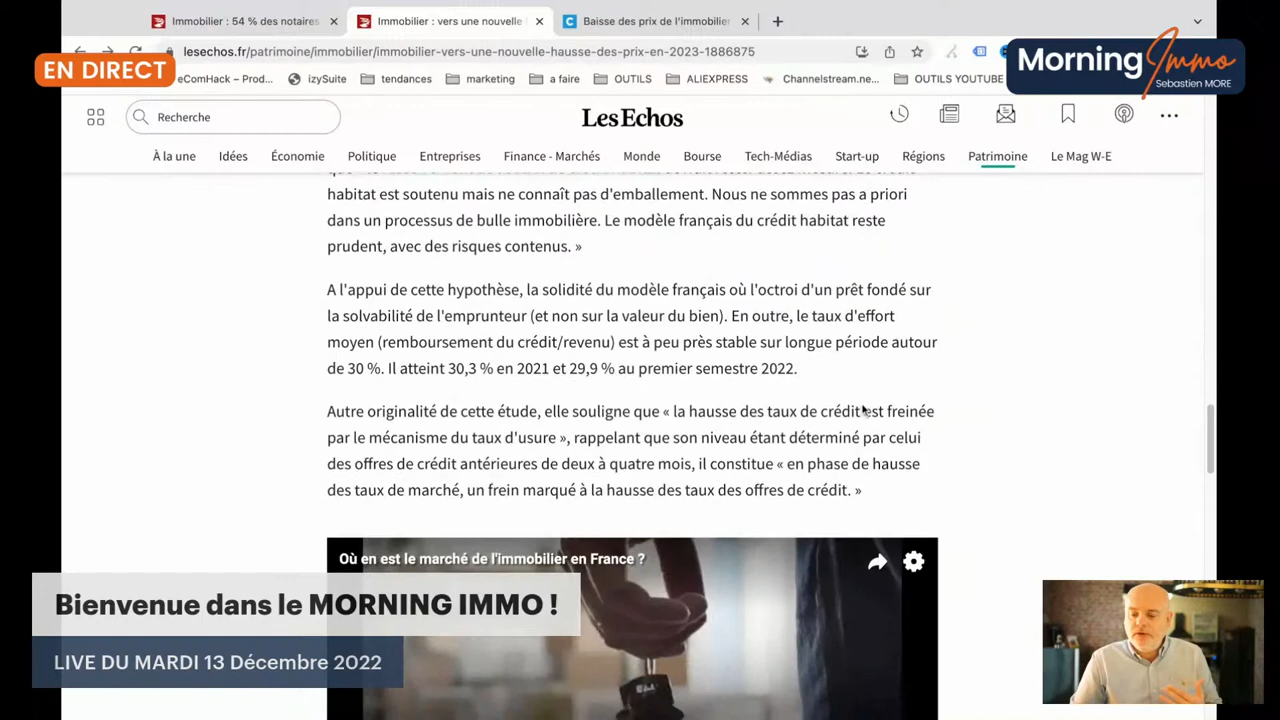 Immobilier : 54 % des notaires
Immobilier : vers une nouvelle
Baisse des prix de l'immobilier
lesechos.fr/patrimoine/immobilier/immobilier-vers-une-nouvelle-hausse-des-prix-en-2023-1886875
EN DIRECT
Morning Immo
Sebastien MORE
eComHack – Prod...
izySuite
tendances
marketing
a faire
OUTILS
ALIEXPRESS
Channelstream.ne...
OUTILS YOUTUBE
Recherche
Les Echos
À la une
Idées
Économie
Politique
Entreprises
Finance - Marchés
Monde
Bourse
Tech-Médias
Start-up
Régions
Patrimoine
Le Mag W-E
habitat est soutenu mais ne connaît pas d'emballement. Nous ne sommes pas a priori
dans un processus de bulle immobilière. Le modèle français du crédit habitat reste
prudent, avec des risques contenus. »
A l'appui de cette hypothèse, la solidité du modèle français où l'octroi d'un prêt fondé sur
la solvabilité de l'emprunteur (et non sur la valeur du bien). En outre, le taux d'effort
moyen (remboursement du crédit/revenu) est à peu près stable sur longue période autour
de 30 %. Il atteint 30,3 % en 2021 et 29,9 % au premier semestre 2022.
Autre originalité de cette étude, elle souligne que « la hausse des taux de crédit est freinée
par le mécanisme du taux d'usure », rappelant que son niveau étant déterminé par celui
des offres de crédit antérieures de deux à quatre mois, il constitue « en phase de hausse
des taux de marché, un frein marqué à la hausse des taux des offres de crédit. »
Où en est le marché de l'immobilier en France ?
Bienvenue dans le MORNING IMMO !
LIVE DU MARDI 13 Décembre 2022